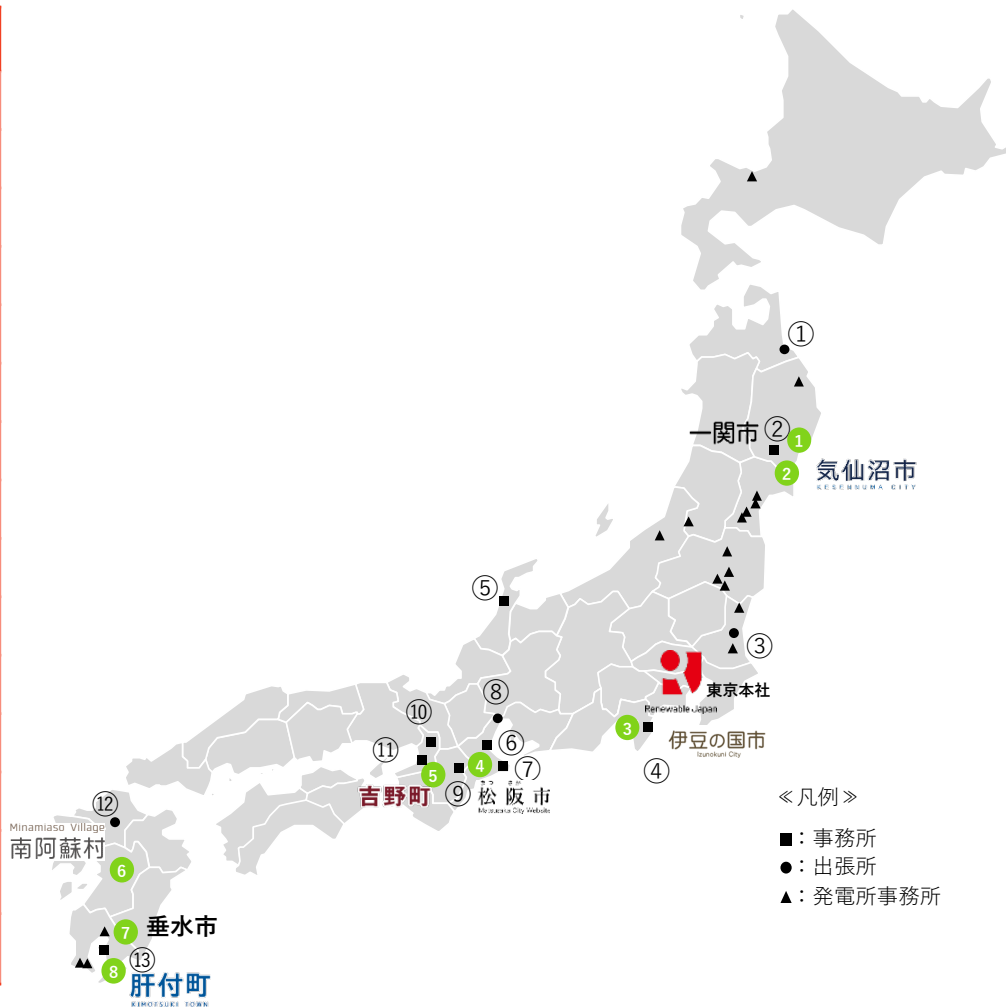 ①
一関市 ②
1
2
気仙沼市
KESENNUMA CITY
⑤
③
東京本社
Renewable Japan
⑧
⑩
3
伊豆の国市
Izunokuni City
⑥
⑪
④
4
⑦
5
⑨
吉野町
まつ さか
松阪市
Matsusaka City Website
≪凡例≫
■：事務所
●：出張所
▲：発電所事務所
⑫
Minamiaso Village
南阿蘇村
6
7
垂水市
⑬
8
肝付町
KIMOTSUKI TOWN